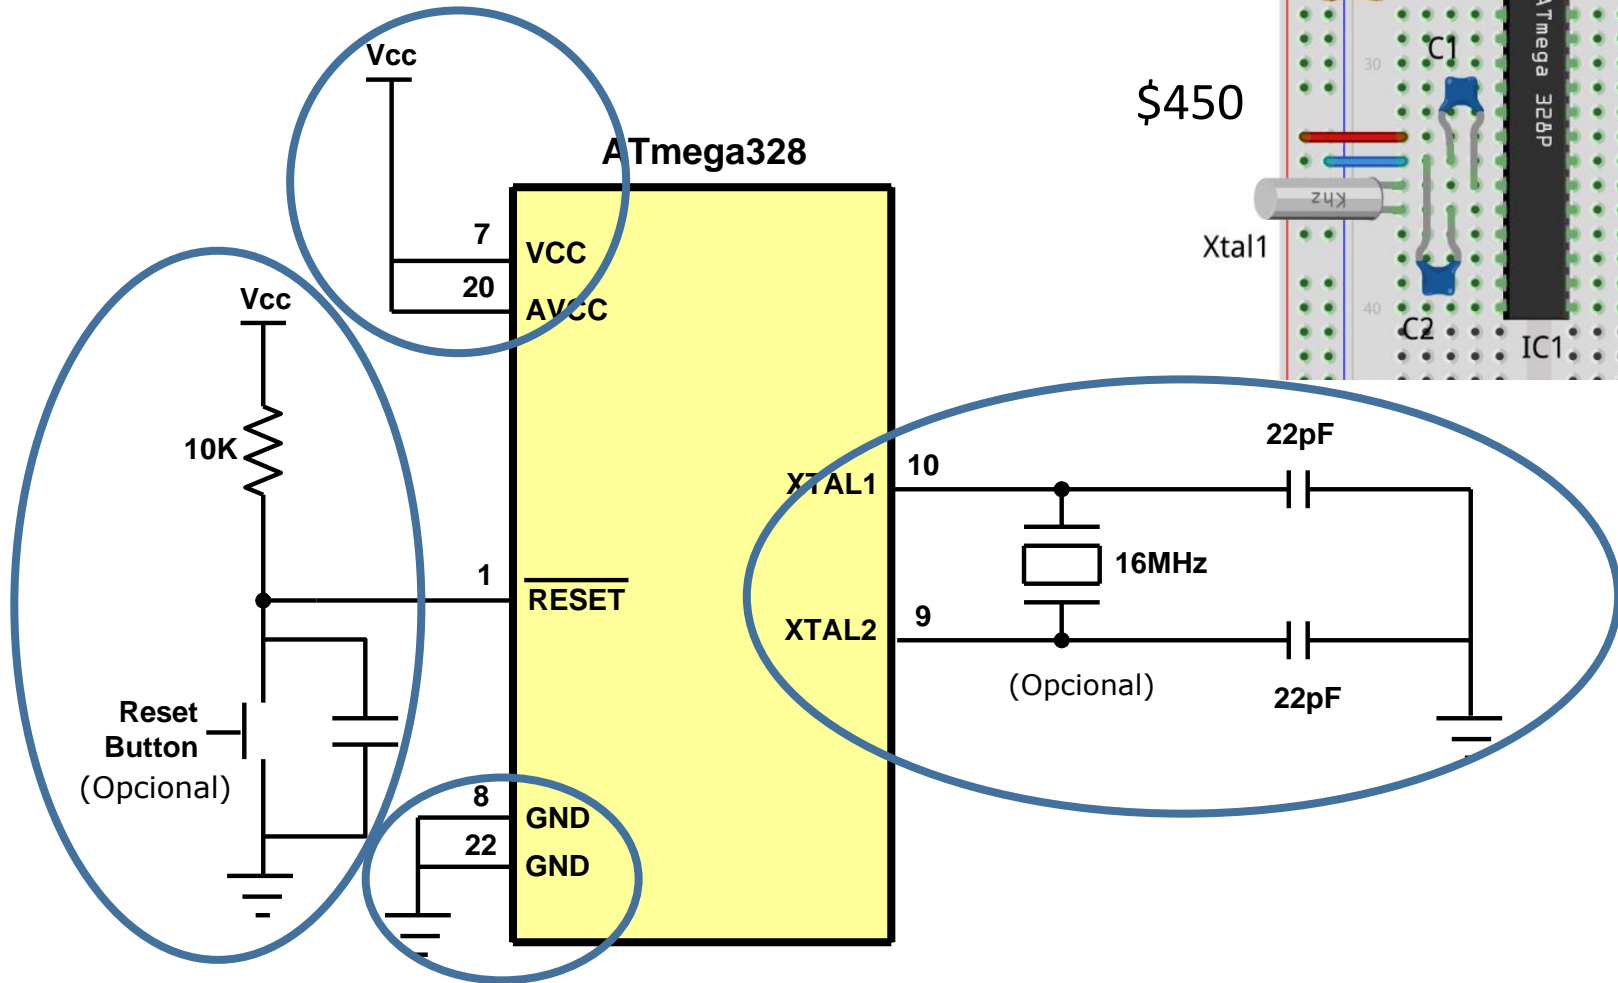 Vcc
ATmega328
7
VCC
20
AVCC
Vcc
10K
1
RESET
Reset
Button
(Opcional)
8
GND
22
GND
XTAL1
10
22pF
16MHz
XTAL2
9
(Opcional)
22pF
$450
C1
30
ATmega 328P
Khz
Xtal1
40
C2
IC1